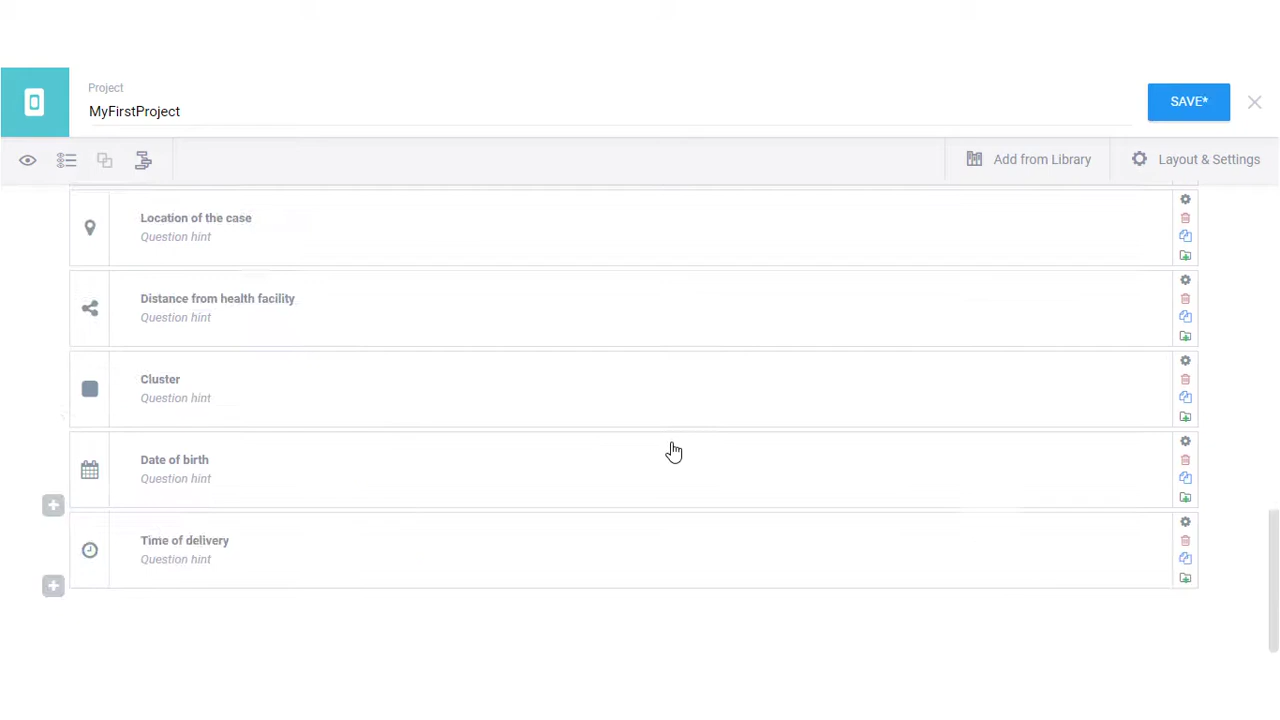 Project
MyFirstProject
SAVE*
Add from Library
Layout & Settings
Location of the case
Question hint
Distance from health facility
Question hint
Cluster
Question hint
Date of birth
Question hint
Time of delivery
Question hint